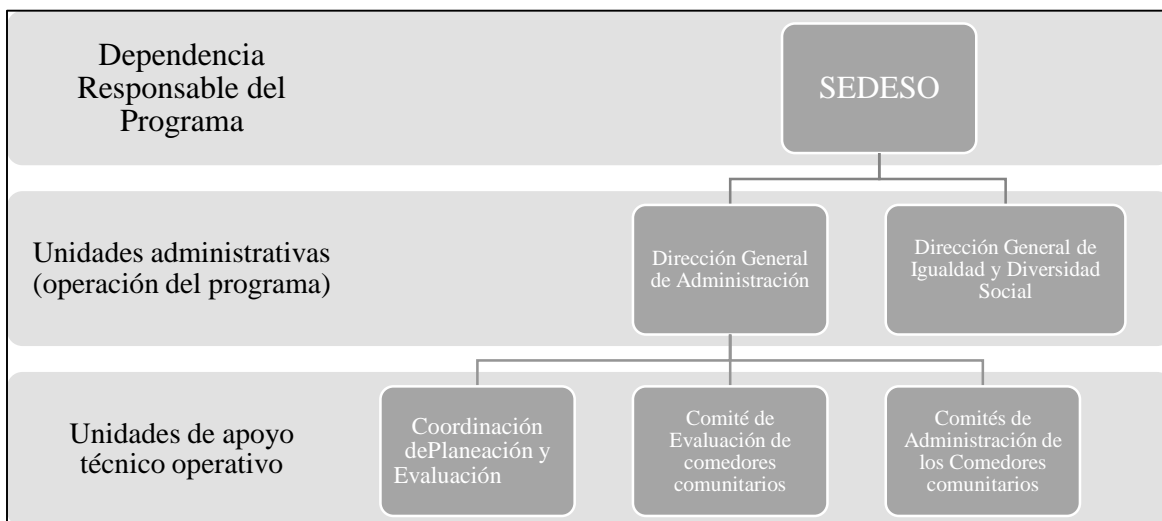 Dependencia
Responsable del
Programa
SEDESO
Unidades administrativas
(operación del programa)
Dirección General
de Administración
Dirección General de
Igualdad y Diversidad
Social
Unidades de apoyo
técnico operativo
Coordinación
dePlaneación y
Evaluación
Comité de
Evaluación de
comedores
comunitarios
Comités de
Administración de
los Comedores
comunitarios